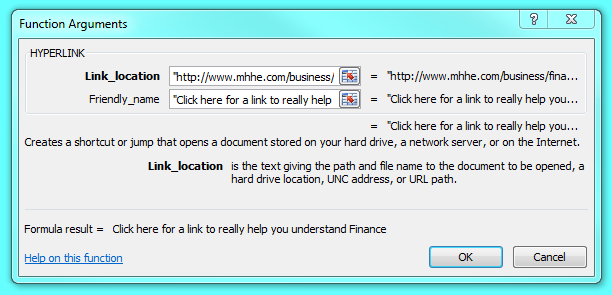 Function Arguments
HYPERLINK
Link_location "http://www.mhhe.com/business/ = "http://www.mhhe.com/business/fina...
Friendly_name "Click here for a link to really help = "Click here for a link to really help you...
= "Click here for a link to really help you...
Creates a shortcut or jump that opens a document stored on your hard drive, a network server, or on the Internet.
Link_location is the text giving the path and file name to the document to be opened, a
hard drive location, UNC address, or URL path.
Formula result = Click here for a link to really help you understand Finance
Help on this function OK Cancel